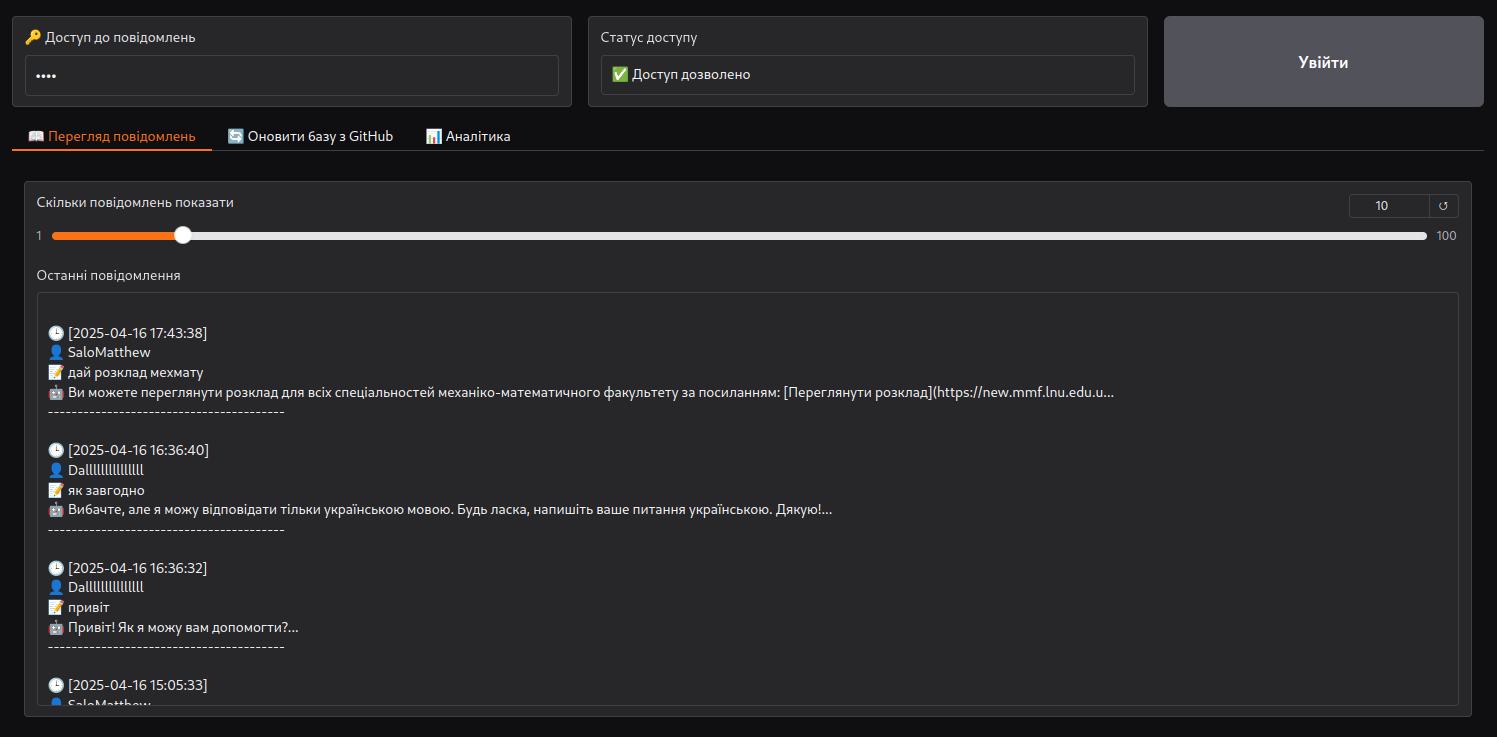 🔑 Доступ до повідомлень
••••
Статус доступу
✅ Доступ дозволено
Увійти
📖 Перегляд повідомлень
🔄 Оновити базу з GitHub
📊 Аналітика
Скільки повідомлень показати
10 ↺
1
100
Останні повідомлення
🕒 [2025-04-16 17:43:38]
👤 SaloMatthew
📝 дай розклад мехмату
🤖 Ви можете переглянути розклад для всіх спеціальностей механіко-математичного факультету за посиланням: [Переглянути розклад](https://new.mmf.lnu.edu.u...
----------------------------------------
🕒 [2025-04-16 16:36:40]
👤 Dalllllllllllllll
📝 як завгодно
🤖 Вибачте, але я можу відповідати тільки українською мовою. Будь ласка, напишіть ваше питання українською. Дякую!...
----------------------------------------
🕒 [2025-04-16 16:36:32]
👤 Dalllllllllllllll
📝 привіт
🤖 Привіт! Як я можу вам допомогти?...
----------------------------------------
🕒 [2025-04-16 15:05:33]
👤 SaloMatthew